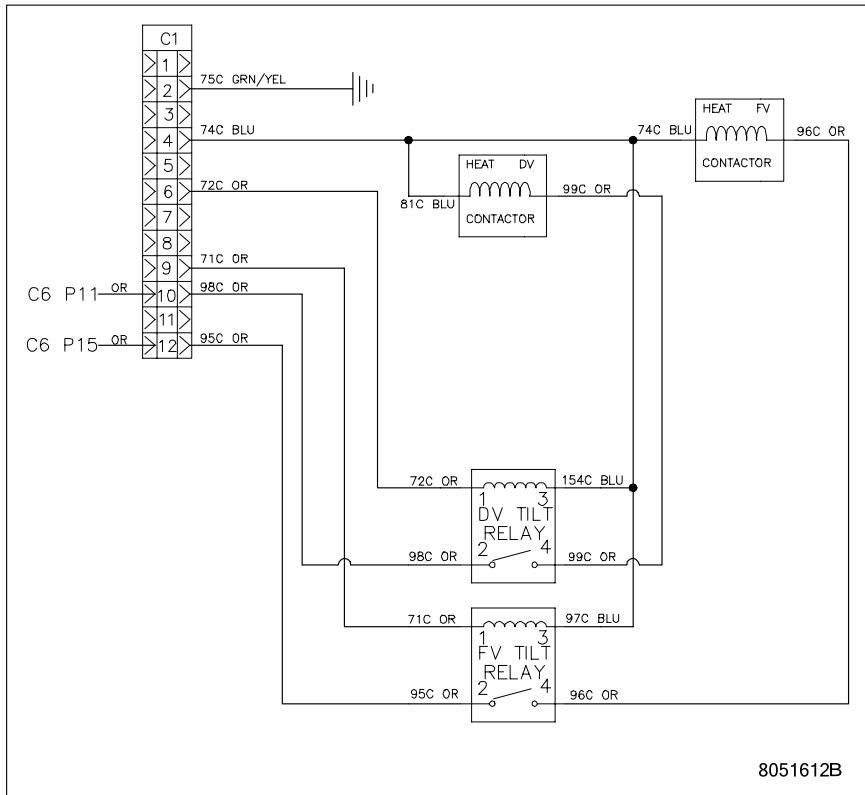 C1
1
2 75C GRN/YEL
3
4 74C BLU
5
6 72C OR
7
8
9 71C OR
C6 P11 OR 10 98C OR
11
C6 P15 OR 12 95C OR
HEAT FV
74C BLU 96C OR
CONTACTOR
HEAT DV
81C BLU 99C OR
CONTACTOR
72C OR 154C BLU
1 3
DV TILT
RELAY
2 4
98C OR 99C OR
71C OR 97C BLU
1 3
FV TILT
RELAY
2 4
95C OR 96C OR
8051612B